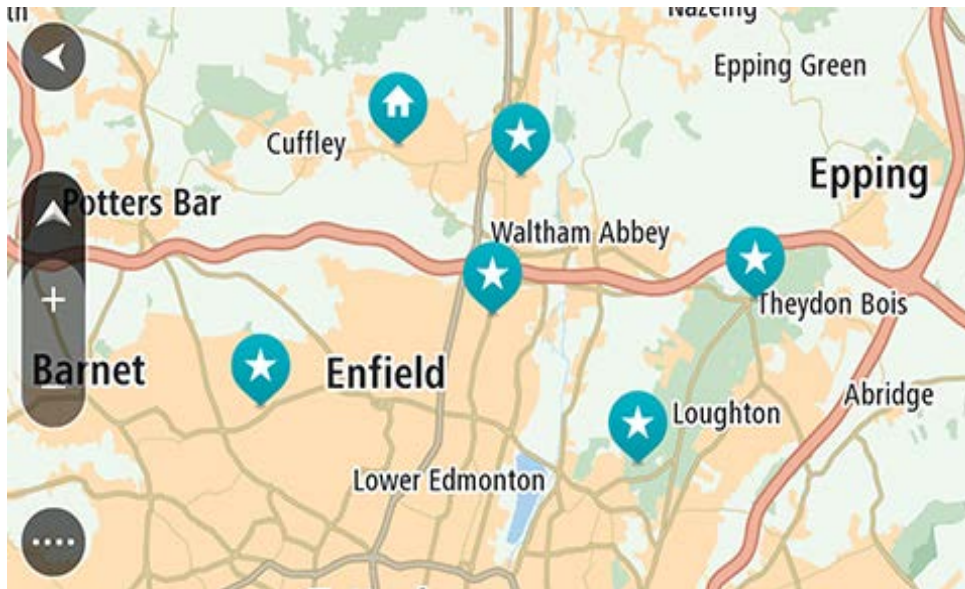 Nazeing
Epping Green
Cuffley
Epping
Potters Bar
Waltham Abbey
Theydon Bois
Barnet
Enfield
Abridge
Loughton
Lower Edmonton